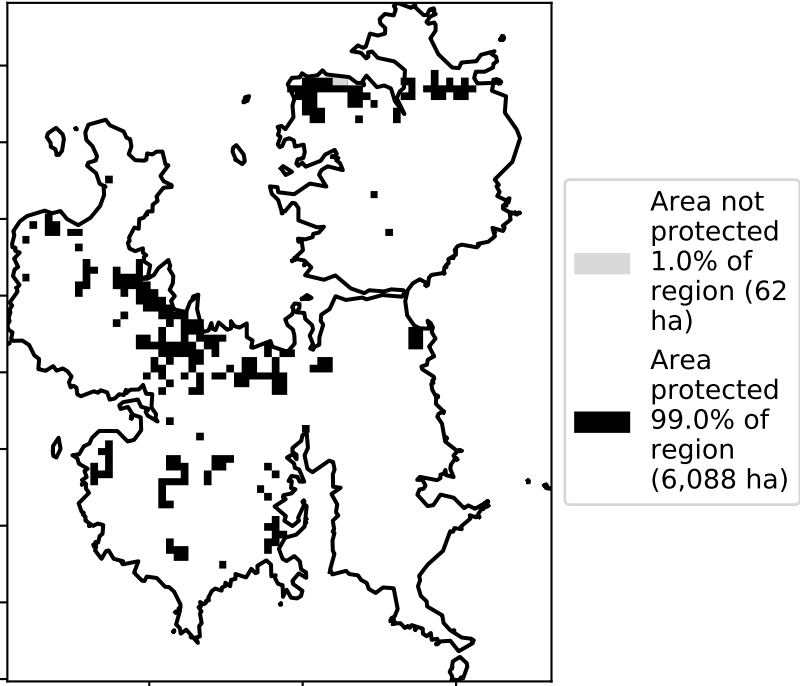 Area not
protected
1.0% of
region (62
ha)
Area
protected
99.0% of
region
(6,088 ha)